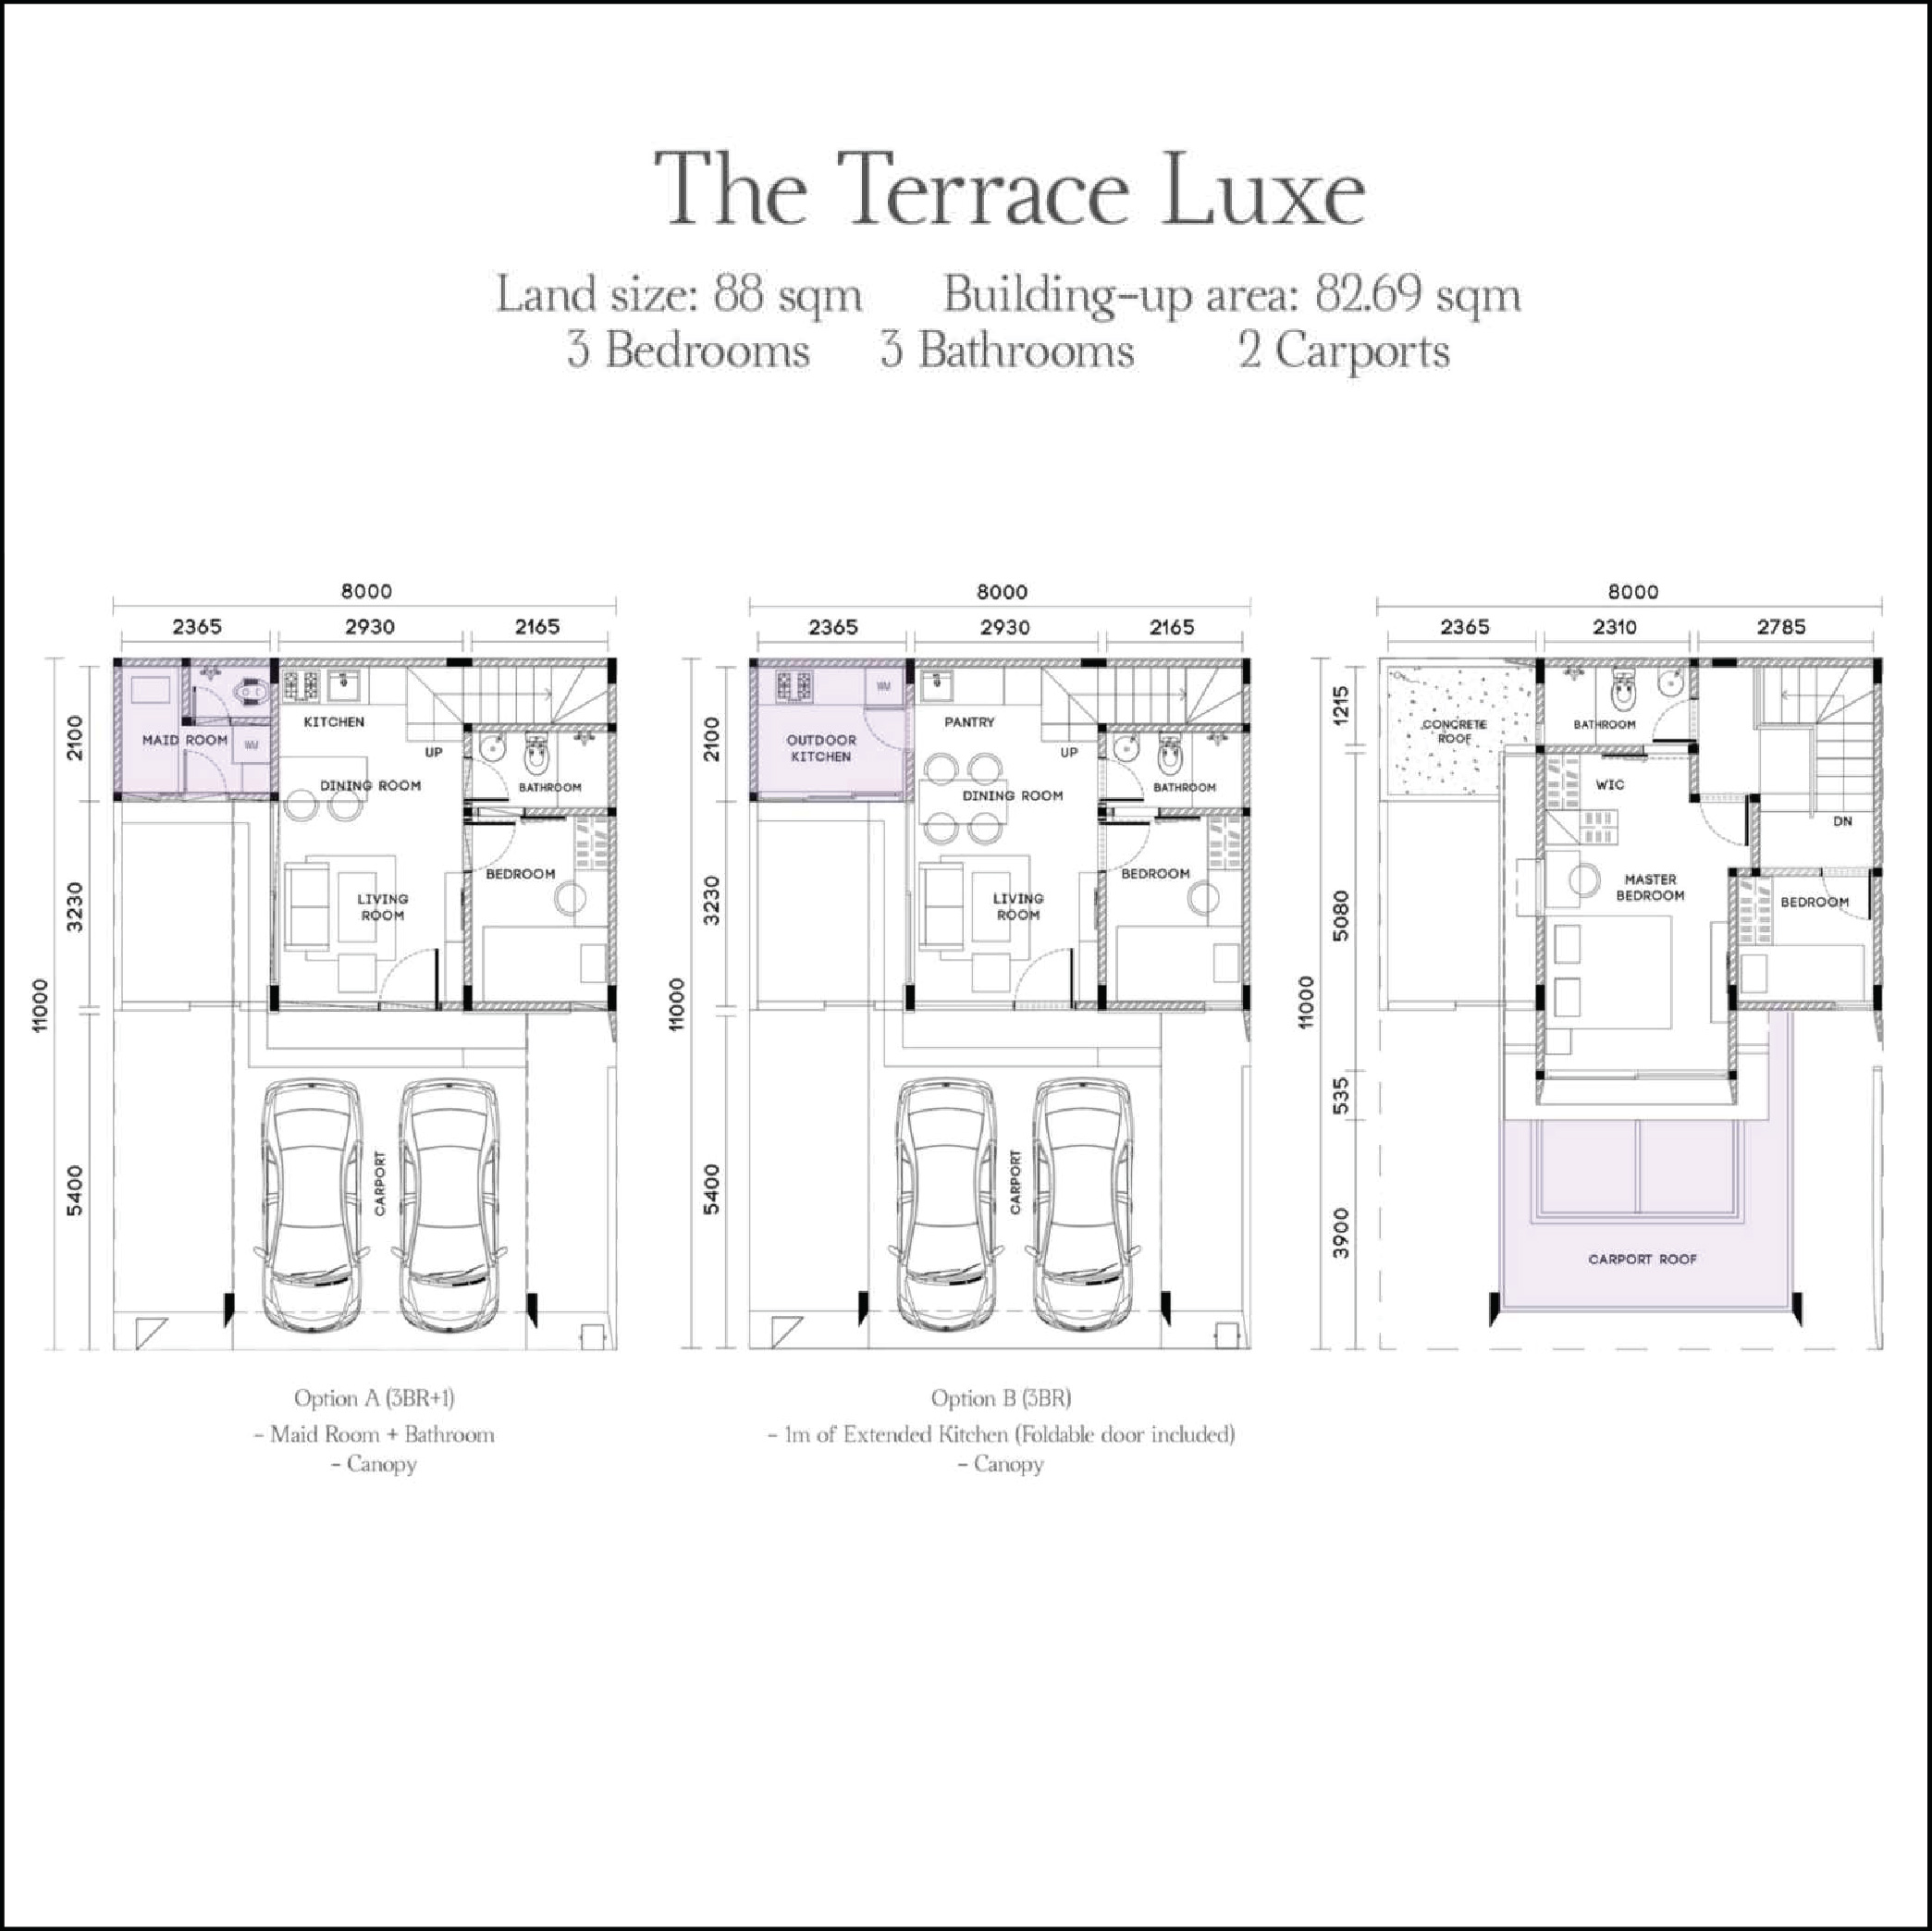 The Terrace Luxe
Land size: 88 sqm Building-up area: 82.69 sqm
3 Bedrooms 3 Bathrooms 2 Carports
8000
2365 2930 2165
11000
2100
3230
5400
MAID ROOM
WM
KITCHEN
UP
DINING ROOM
BATHROOM
BEDROOM
LIVING
ROOM
CARPORT
Option A (3BR+1)
- Maid Room + Bathroom
- Canopy
8000
2365 2930 2165
11000
2100
3230
5400
WM
OUTDOOR
KITCHEN
PANTRY
UP
DINING ROOM
BATHROOM
BEDROOM
LIVING
ROOM
CARPORT
Option B (3BR)
- 1m of Extended Kitchen (Foldable door included)
- Canopy
8000
2365 2310 2785
11000
1215
5080
535
3900
CONCRETE
ROOF
BATHROOM
WIC
DN
MASTER
BEDROOM
BEDROOM
CARPORT ROOF